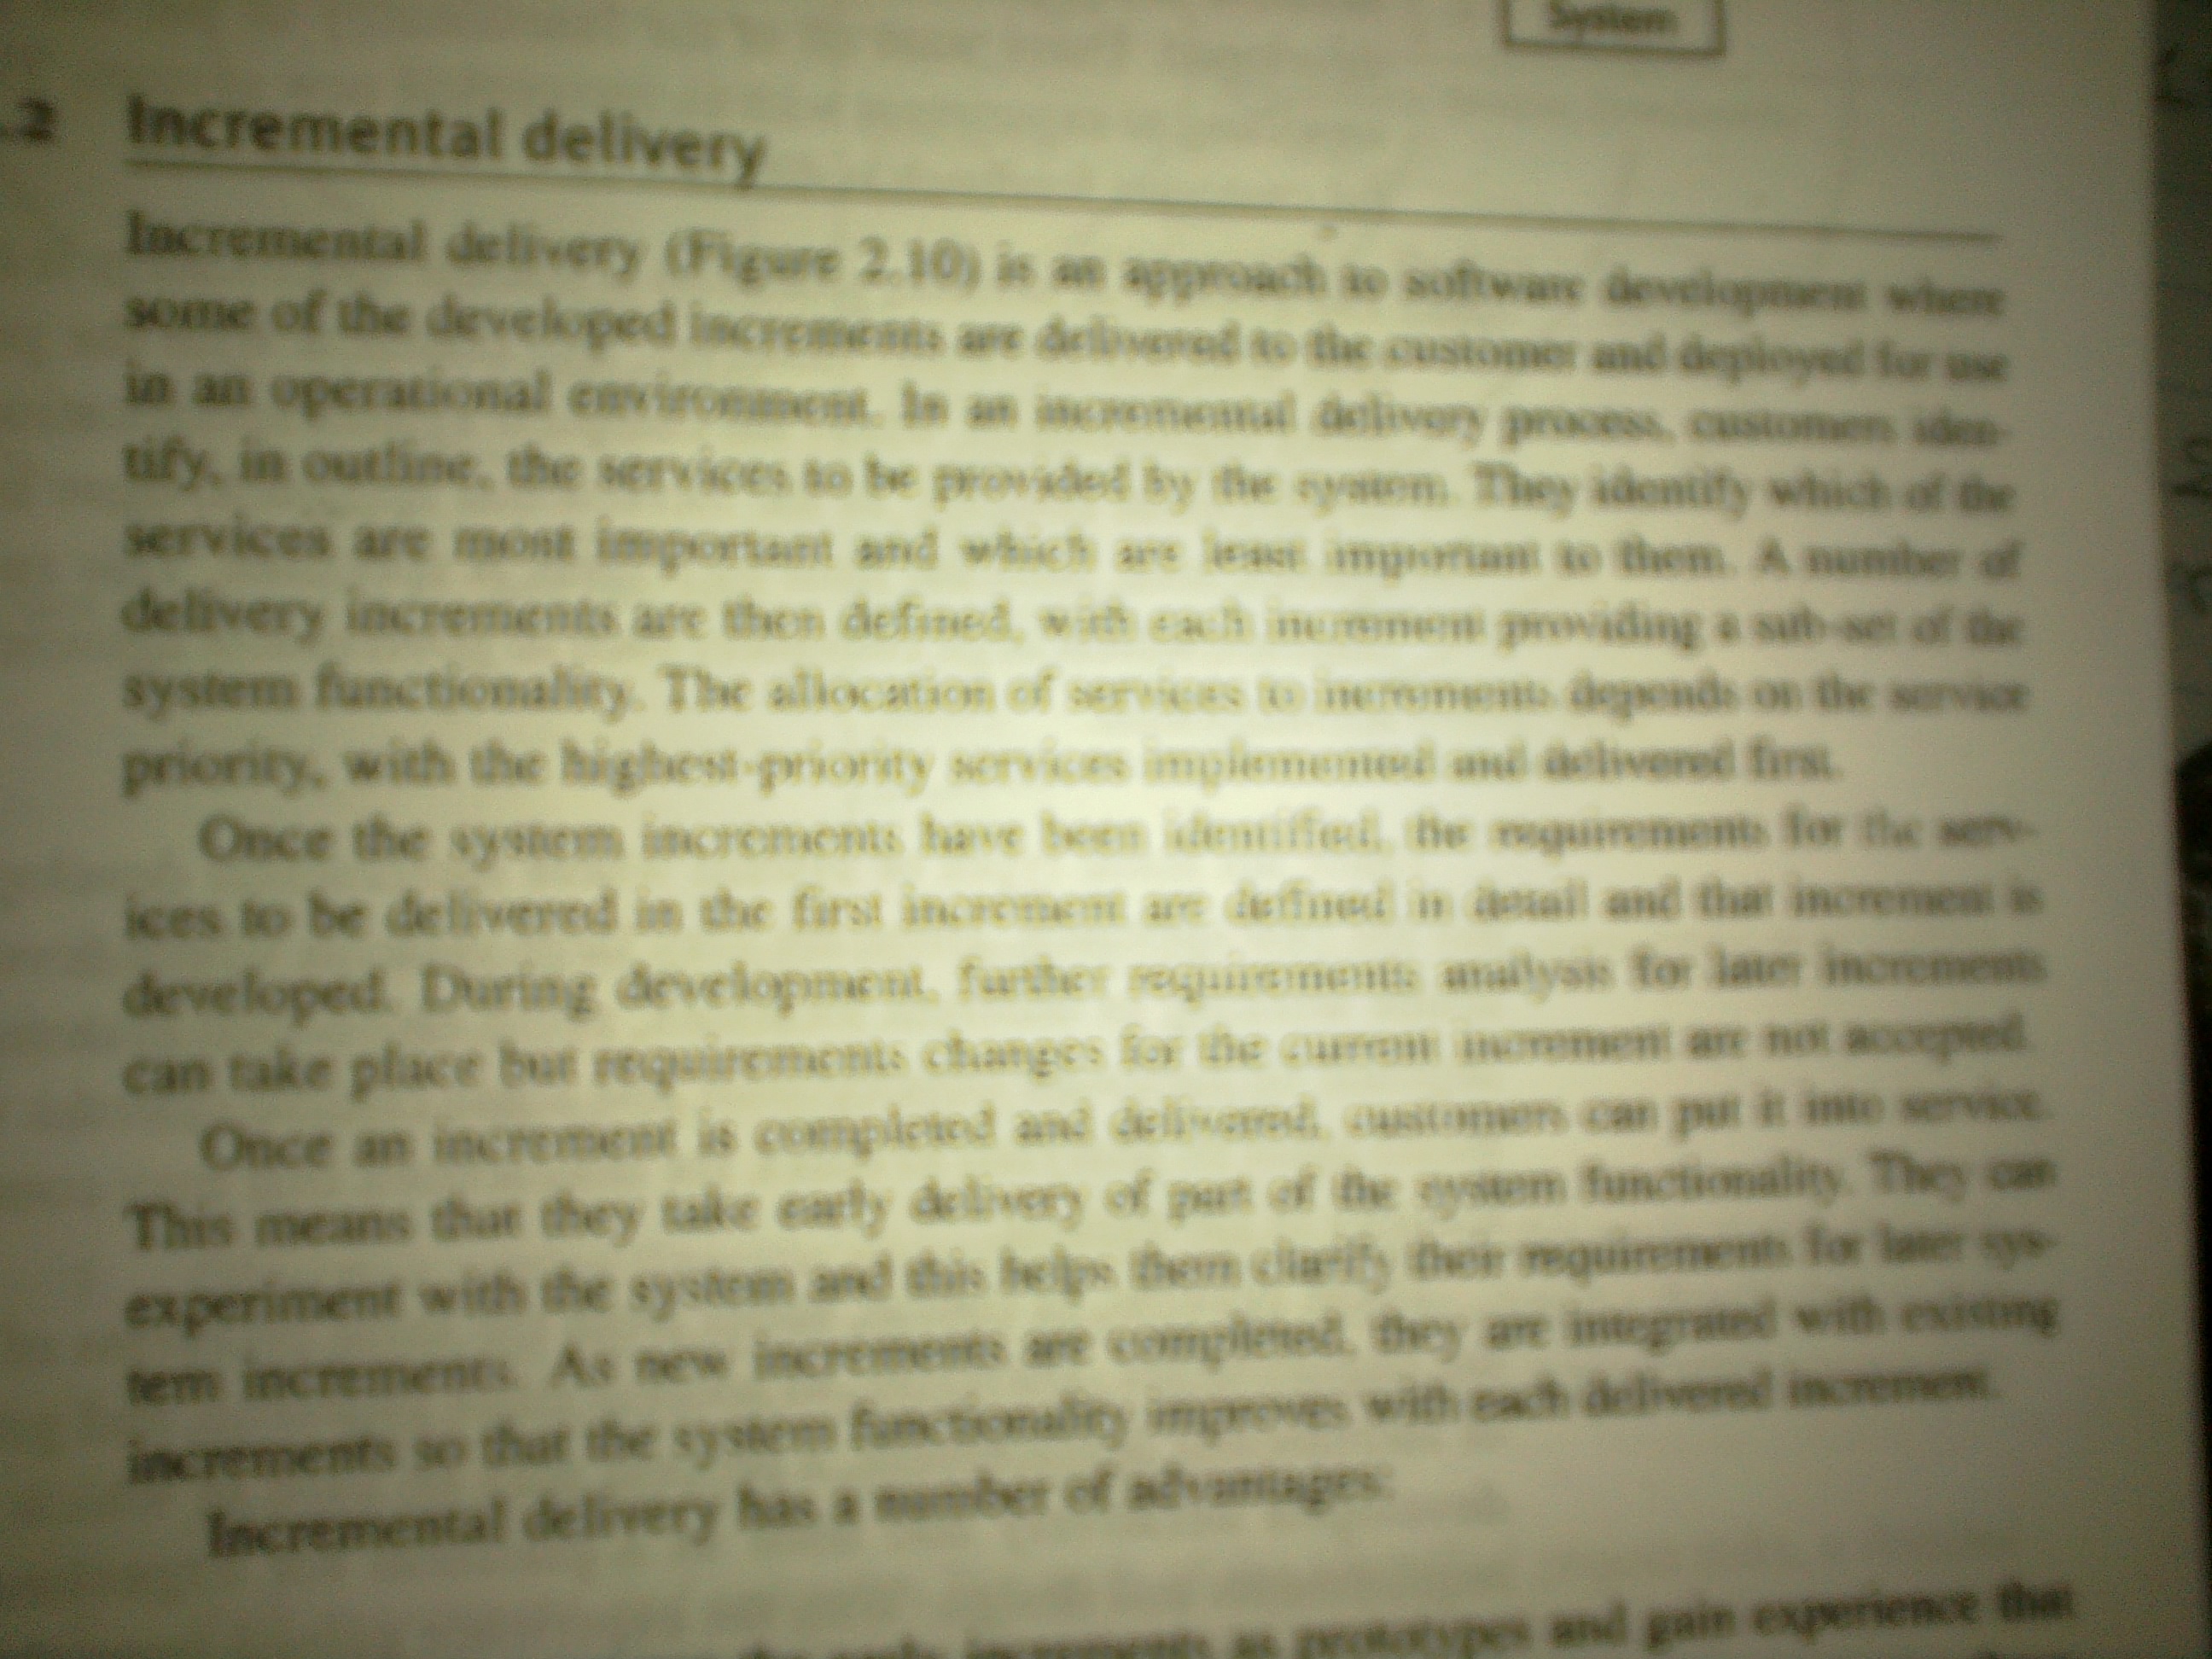 System
.2 Incremental delivery
Incremental delivery (Figure 2.10) is an approach to software development where
some of the developed increments are delivered to the customer and deployed for use
in an operational environment. In an incremental delivery process, customers iden-
tify, in outline, the services to be provided by the system. They identify which of the
services are most important and which are least important to them. A number of
delivery increments are then defined, with each increment providing a sub-set of the
system functionality. The allocation of services to increments depends on the service
priority, with the highest-priority services implemented and delivered first.
Once the system increments have been identified, the requirements for the serv-
ices to be delivered in the first increment are defined in detail and that increment is
developed. During development, further requirements analysis for later increments
can take place but requirements changes for the current increment are not accepted.
Once an increment is completed and delivered, customers can put it into service.
This means that they take early delivery of part of the system functionality. They can
experiment with the system and this helps them clarify their requirements for later sys-
tem increments. As new increments are completed, they are integrated with existing
increments so that the system functionality improves with each delivered increment.
Incremental delivery has a number of advantages:
increments as prototypes and gain experience that